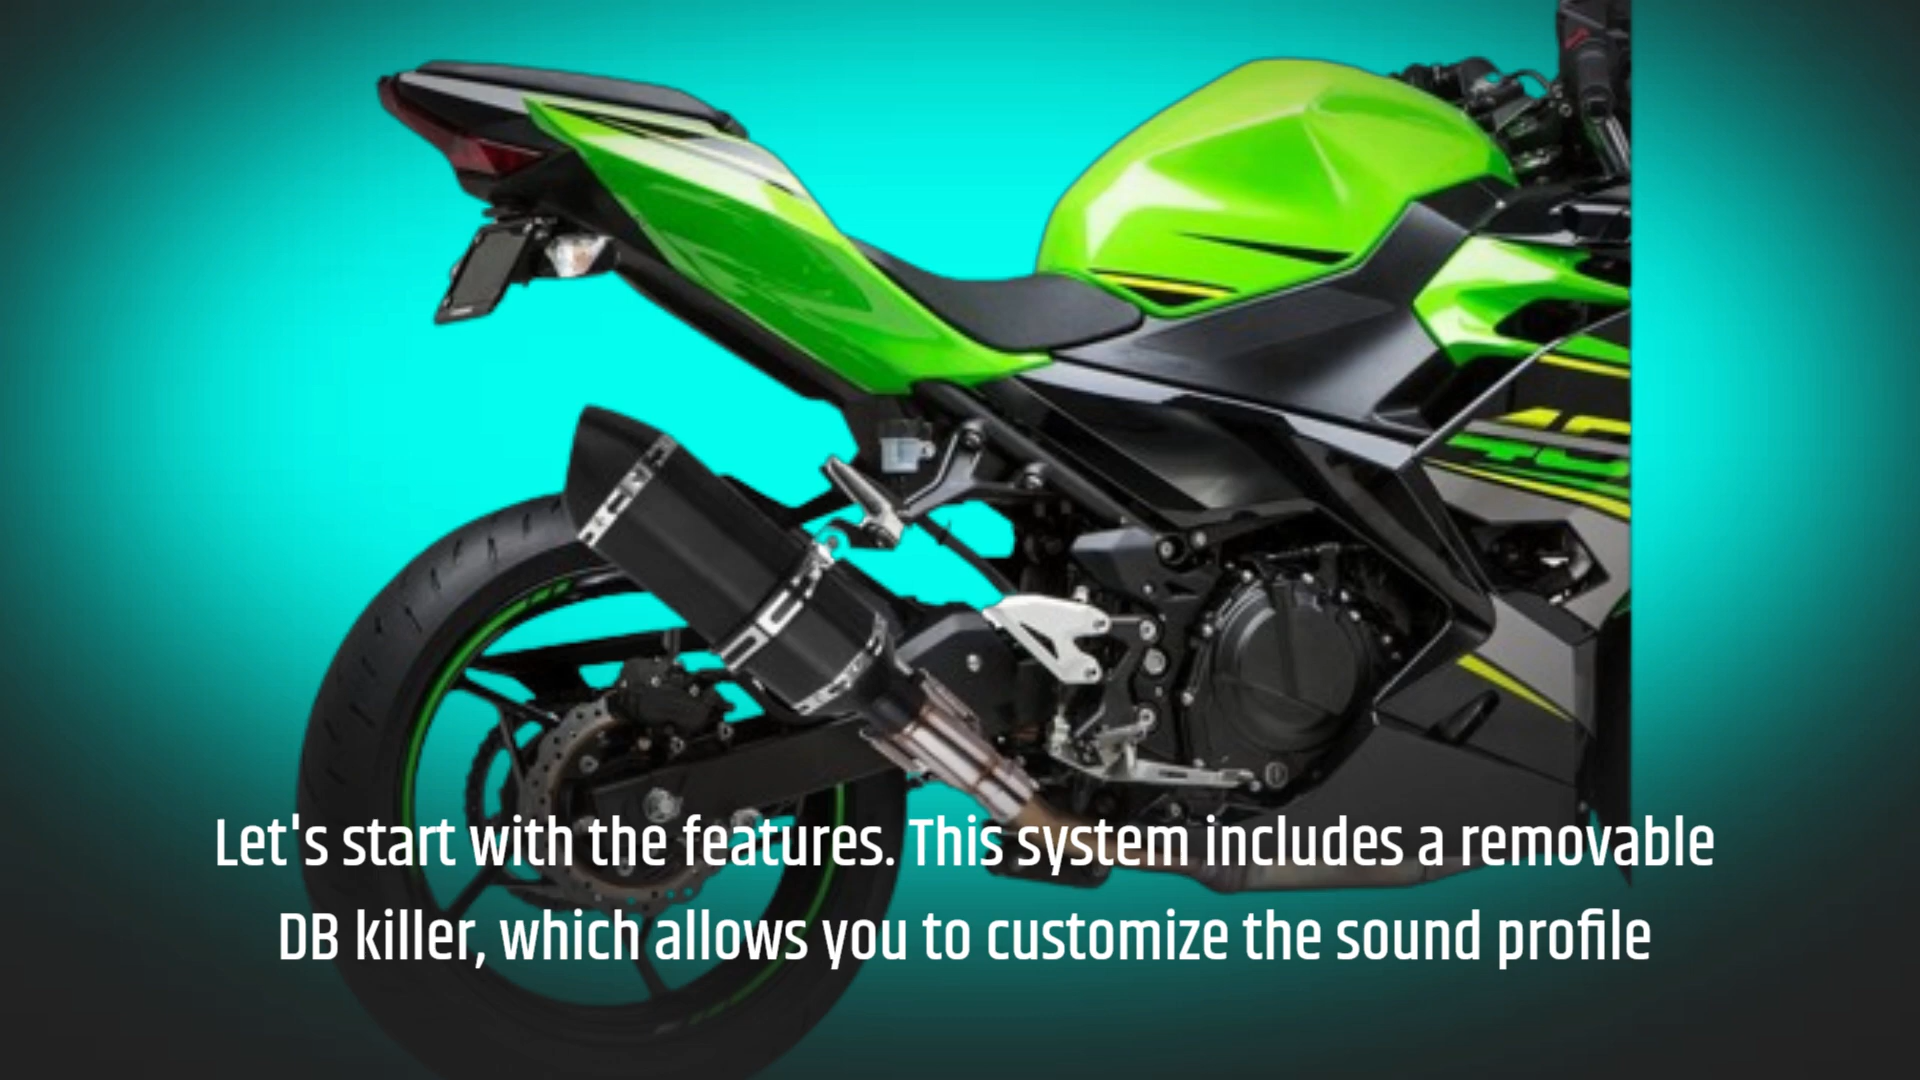 Let's start with the features. This system includes a removable
DB killer, which allows you to customize the sound profile